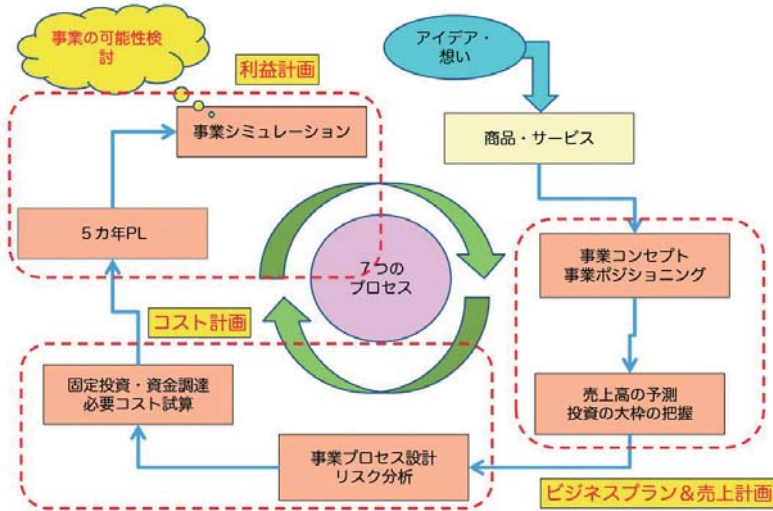 事業の可能性検
討
利益計画
事業シミュレーション
５カ年PL
アイデア・
想い
商品・サービス
事業コンセプト
事業ポジショニング
７つの
プロセス
コスト計画
固定投資・資金調達
必要コスト試算
売上高の予測
投資の大枠の把握
事業プロセス設計
リスク分析
ビジネスプラン＆売上計画